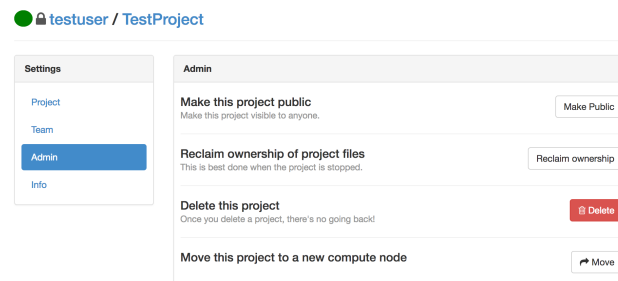 testuser / TestProject
Settings
Project
Team
Admin
Info
Admin
Make this project public
Make this project visible to anyone.
Make Public
Reclaim ownership of project files
This is best done when the project is stopped.
Reclaim ownership
Delete this project
Once you delete a project, there's no going back!
Delete
Move this project to a new compute node
Move